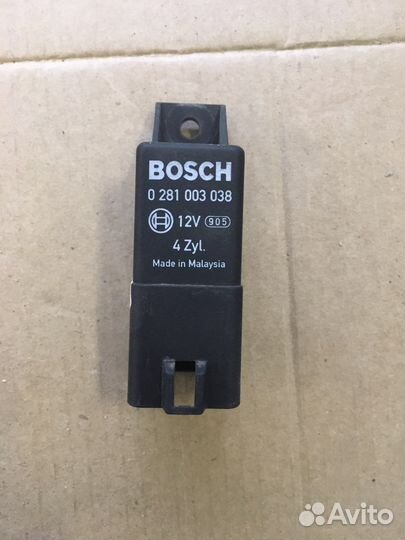 BOSCH
0 281 003 038
12V 905
4 Zyl.
Made in Malaysia
Avito